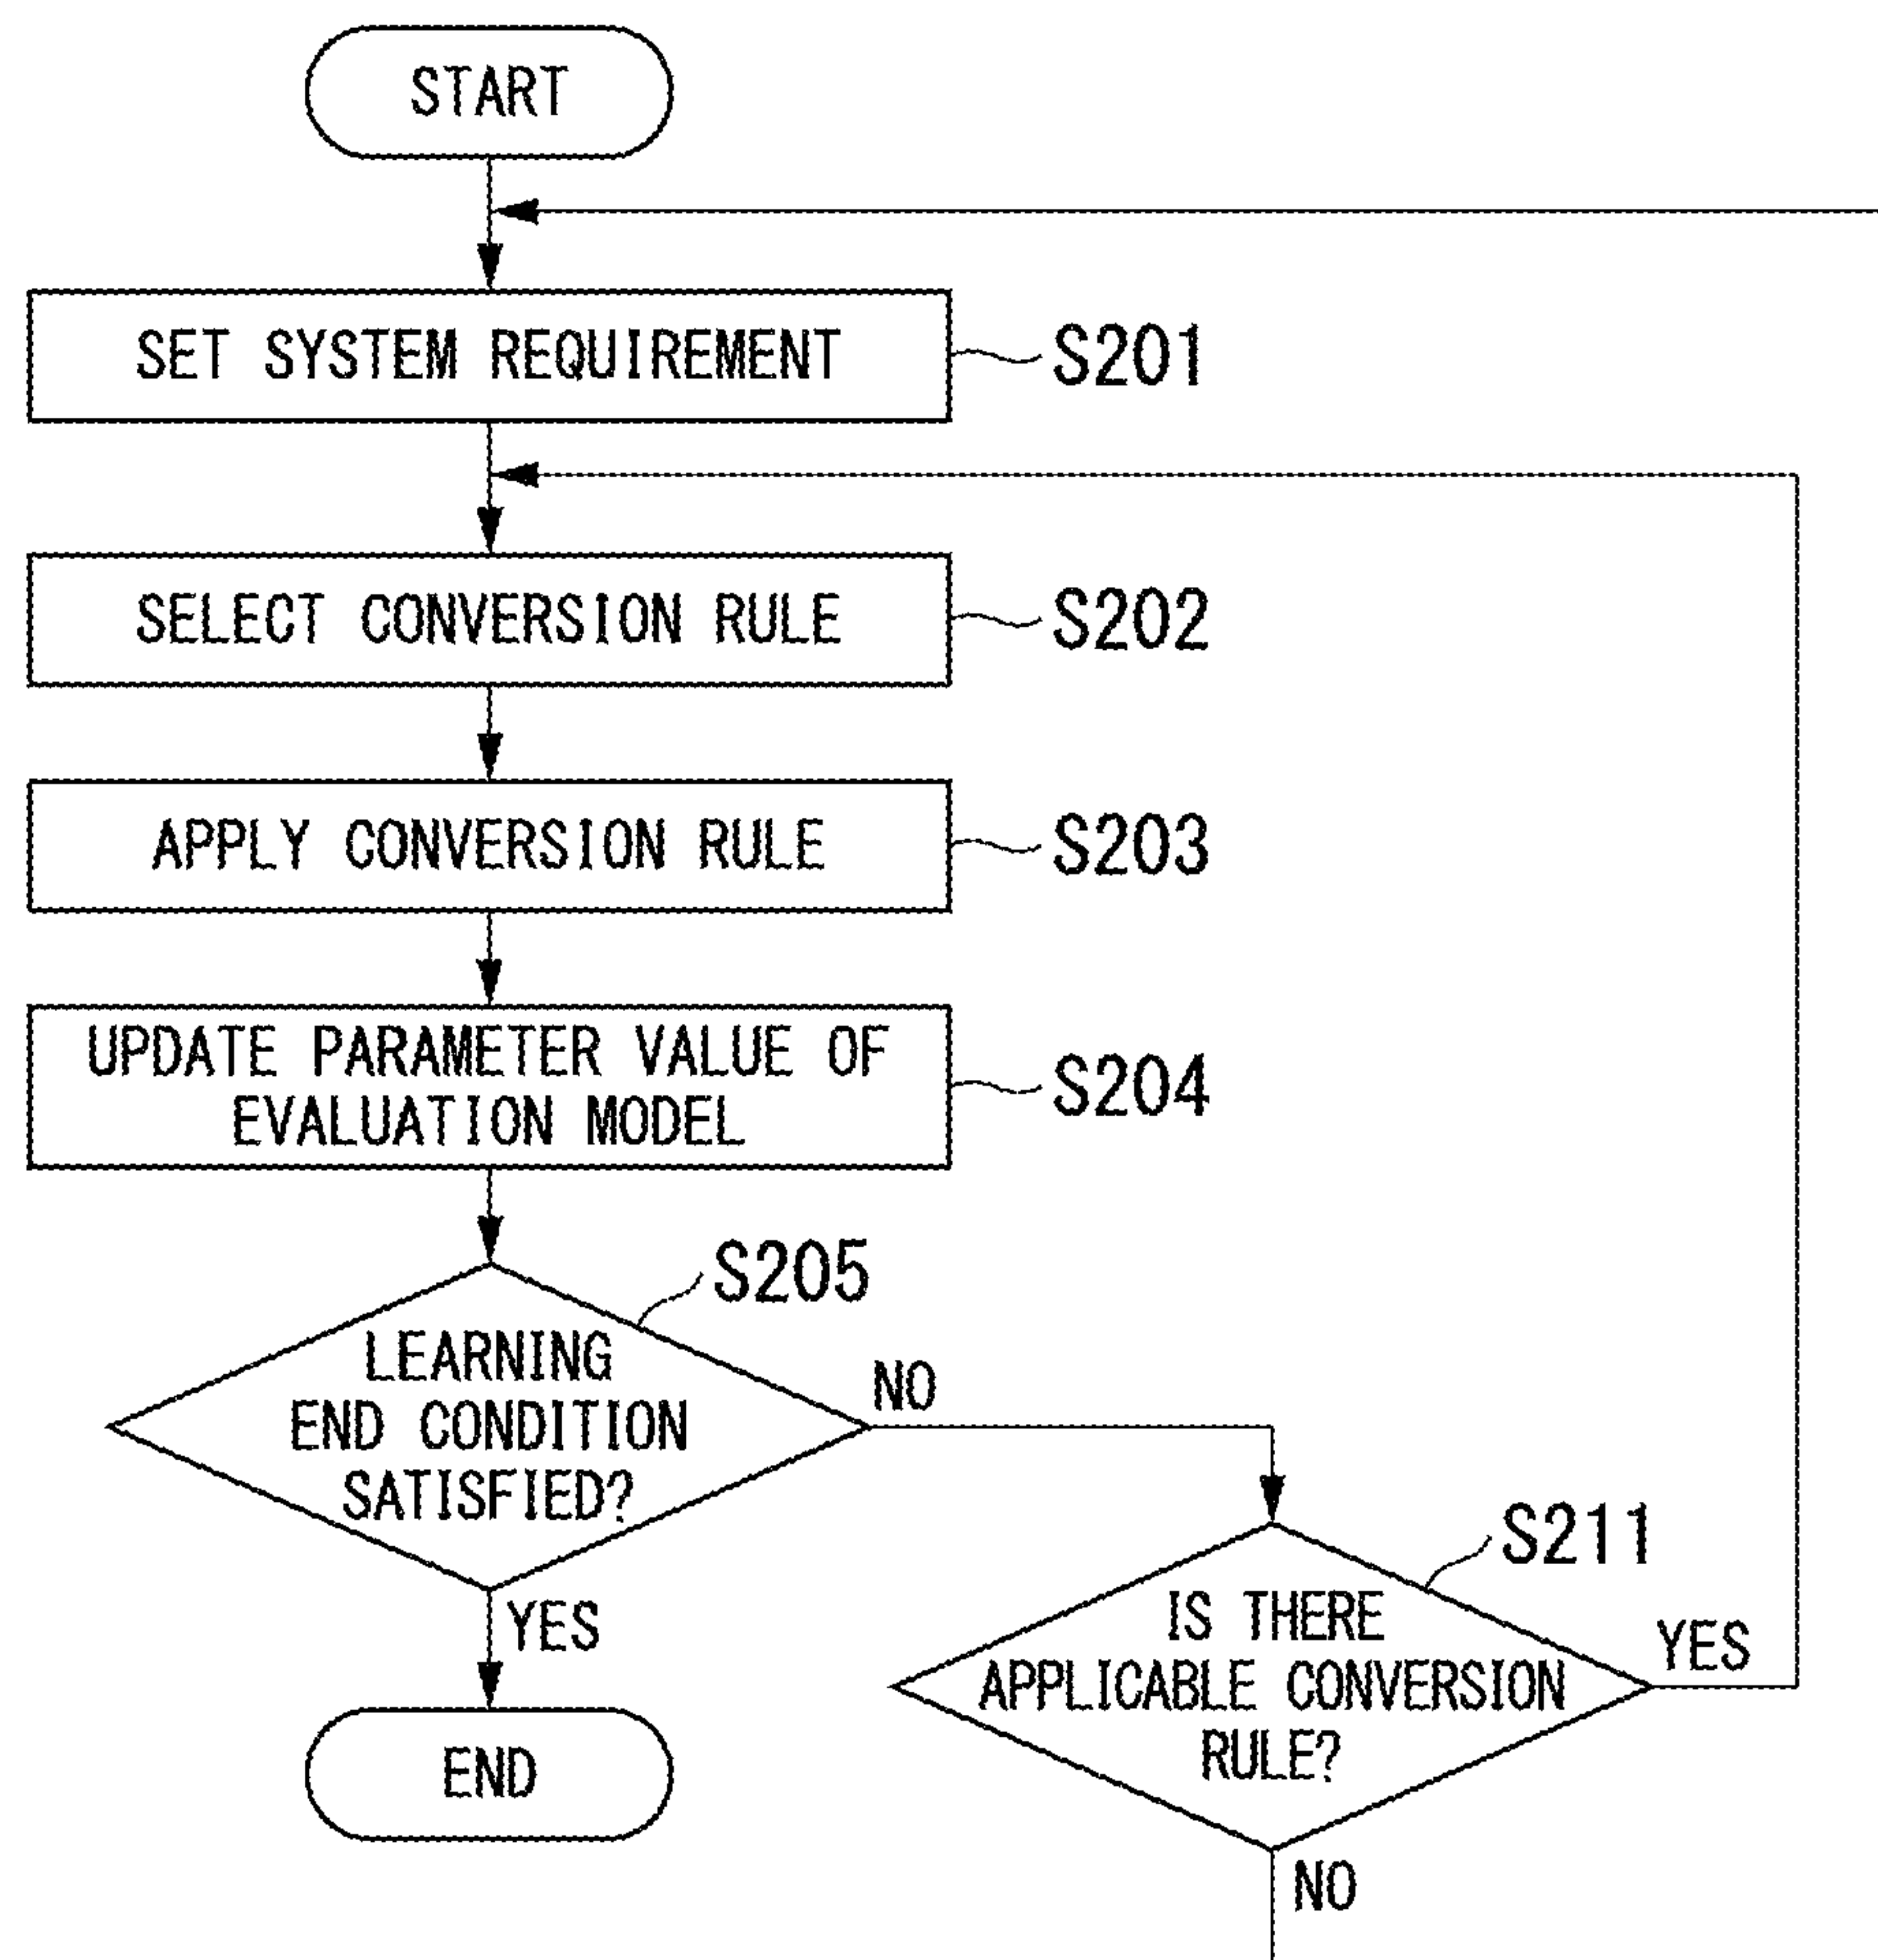 START
SET SYSTEM REQUIREMENT
S201
SELECT CONVERSION RULE
S202
APPLY CONVERSION RULE
S203
UPDATE PARAMETER VALUE OF
EVALUATION MODEL
S204
S205
LEARNING
END CONDITION
SATISFIED?
NO
YES
END
S211
IS THERE
APPLICABLE CONVERSION
RULE?
YES
NO